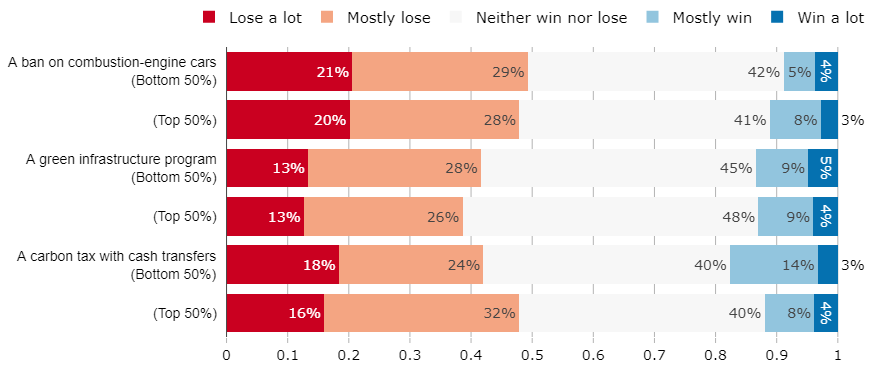 Lose a lot Mostly lose Neither win nor lose Mostly win Win a lot
A ban on combustion-engine cars
(Bottom 50%)
21% 29% 42% 5% 4%
(Top 50%) 20% 28% 41% 8% 3%
A green infrastructure program
(Bottom 50%)
13% 28% 45% 9% 5%
(Top 50%) 13% 26% 48% 9% 4%
A carbon tax with cash transfers
(Bottom 50%)
18% 24% 40% 14% 3%
(Top 50%) 16% 32% 40% 8% 4%
0 0.1 0.2 0.3 0.4 0.5 0.6 0.7 0.8 0.9 1